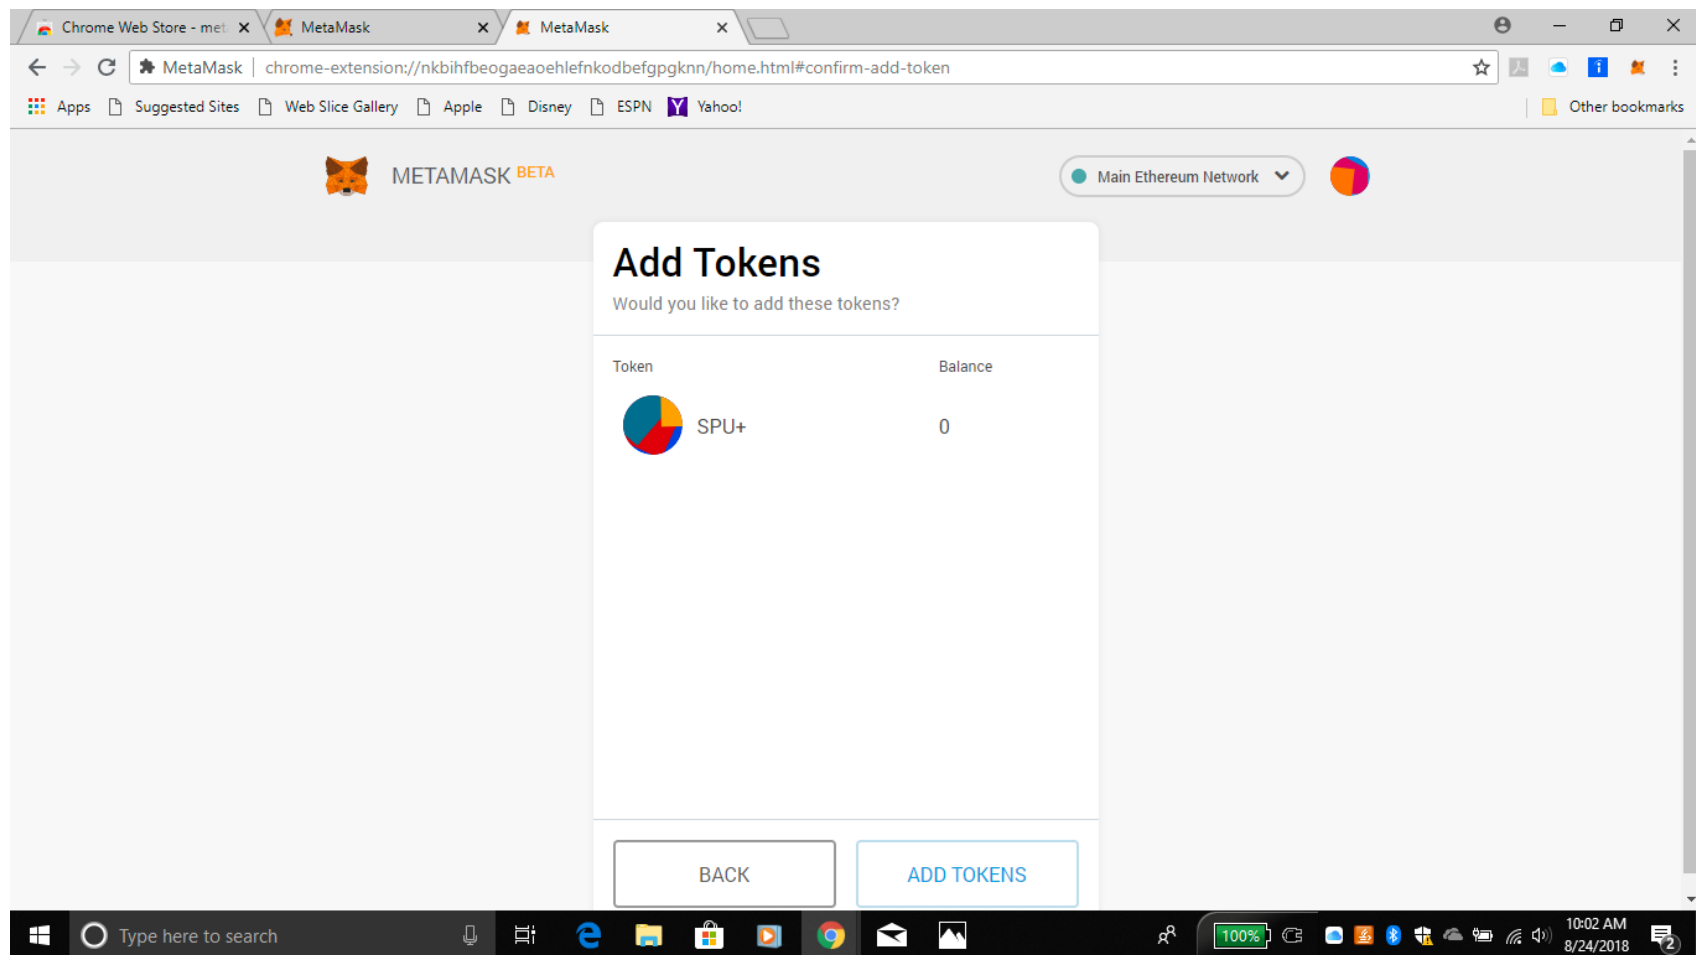 Chrome Web Store - met
MetaMask
MetaMask
MetaMask
chrome-extension://nkbihfbeogaeaoehlefnkodbefgpgknn/home.html#confirm-add-token
Apps
Suggested Sites
Web Slice Gallery
Apple
Disney
ESPN
Yahoo!
Other bookmarks
METAMASK BETA
Main Ethereum Network
Add Tokens
Would you like to add these tokens?
Token
Balance
SPU+
0
BACK
ADD TOKENS
Type here to search
100%
10:02 AM
8/24/2018
2